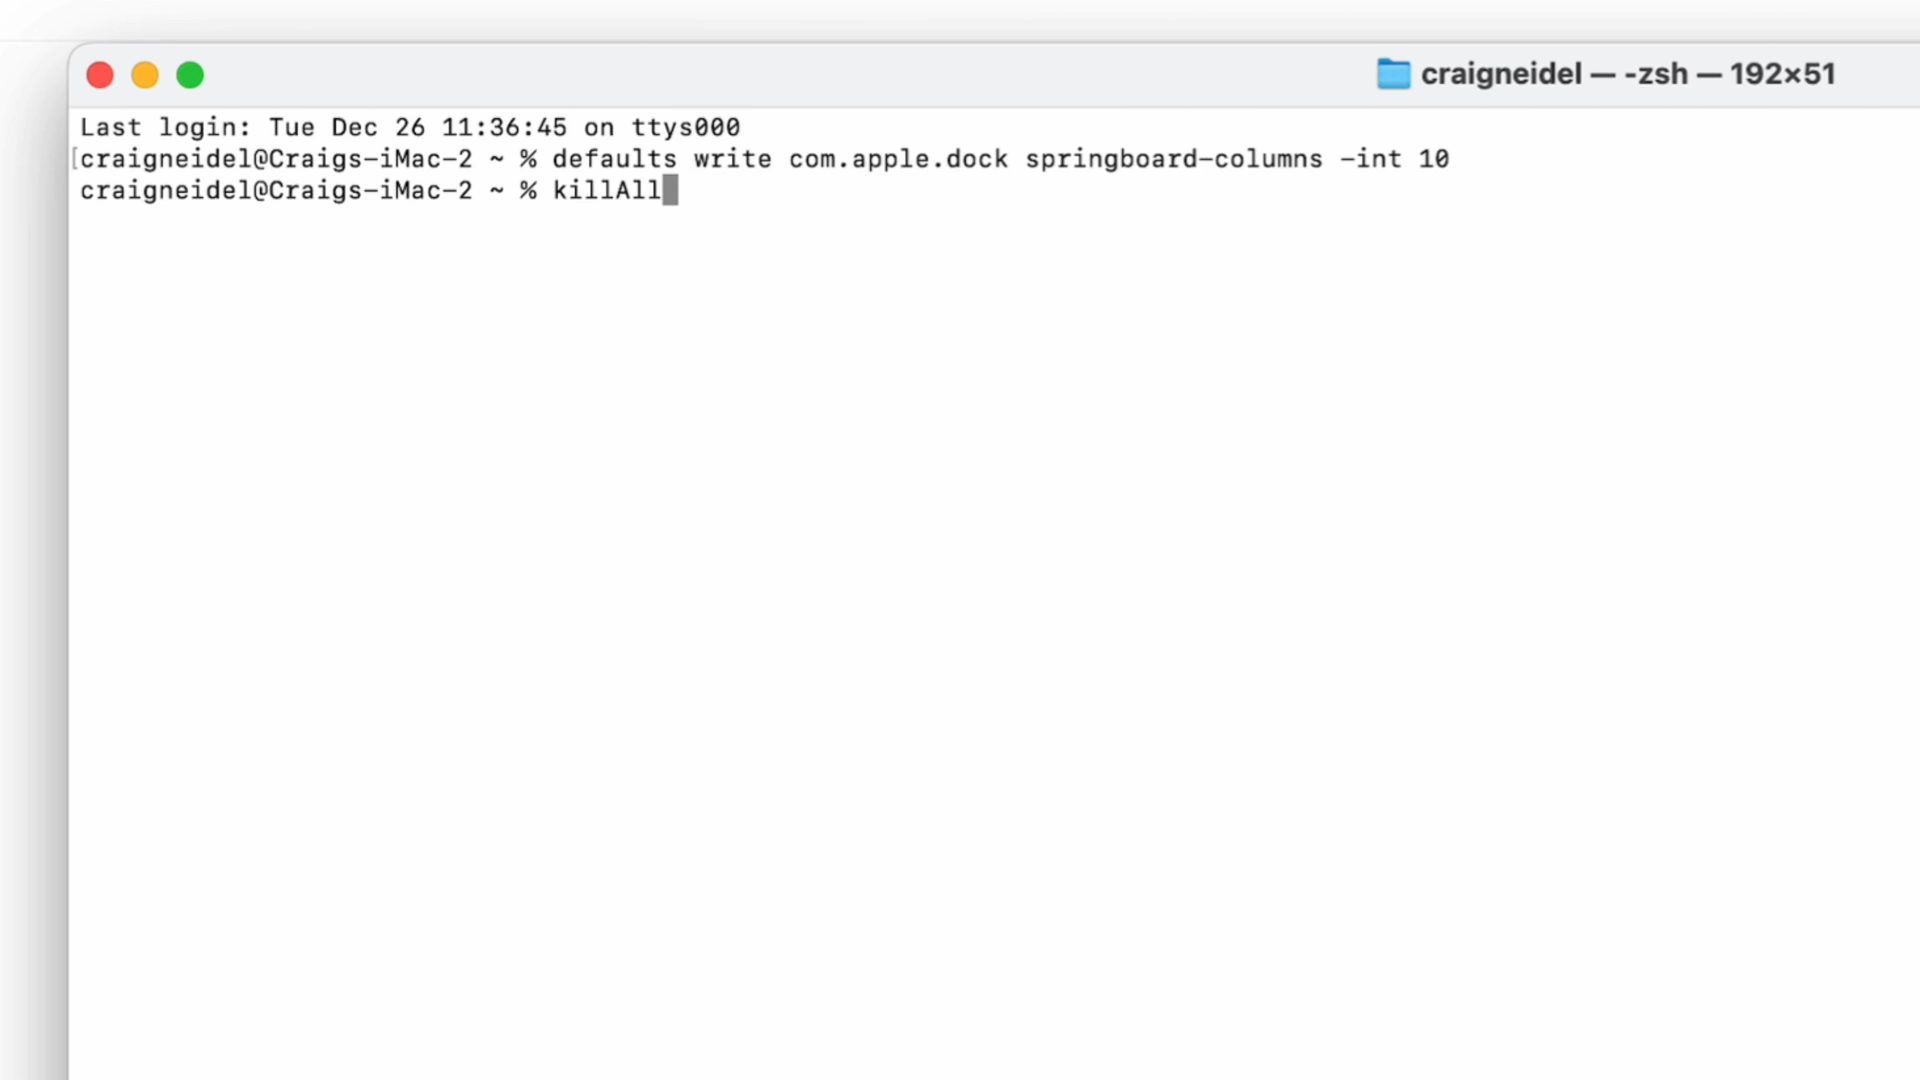 craigneidel — -zsh — 192×51
Last login: Tue Dec 26 11:36:45 on ttys000
[craigneidel@Craigs-iMac-2 ~ % defaults write com.apple.dock springboard-columns -int 10
craigneidel@Craigs-iMac-2 ~ % killAll